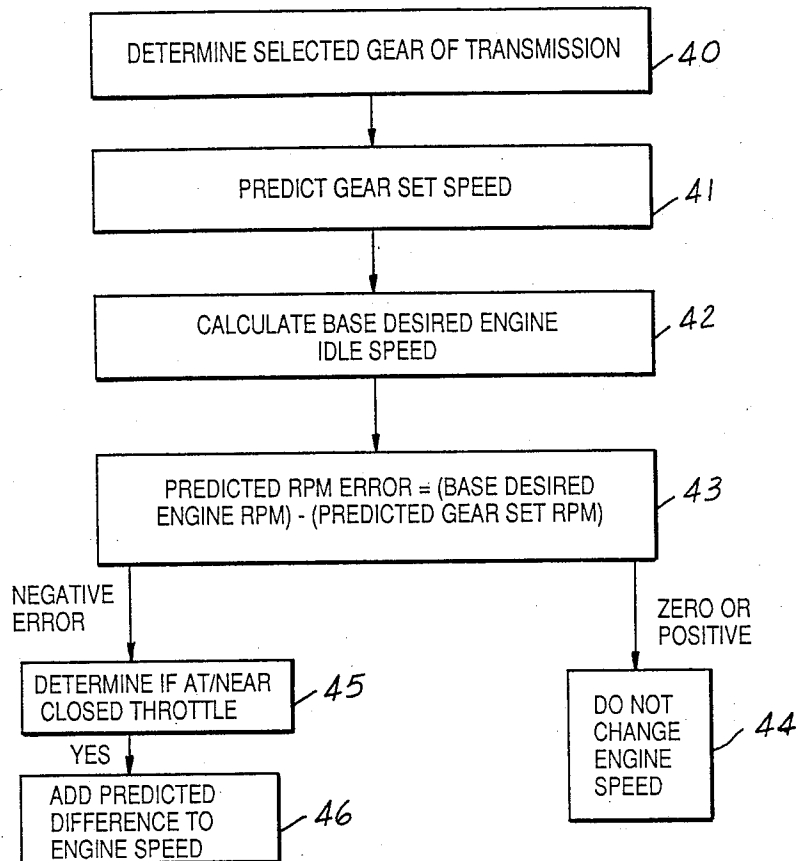 DETERMINE SELECTED GEAR OF TRANSMISSION
40
PREDICT GEAR SET SPEED
41
CALCULATE BASE DESIRED ENGINE
IDLE SPEED
42
PREDICTED RPM ERROR = (BASE DESIRED
ENGINE RPM) - (PREDICTED GEAR SET RPM)
43
NEGATIVE
ERROR
ZERO OR
POSITIVE
DETERMINE IF AT/NEAR
CLOSED THROTTLE
45
DO NOT
CHANGE
ENGINE
SPEED
44
YES
ADD PREDICTED
DIFFERENCE TO
ENGINE SPEED
46